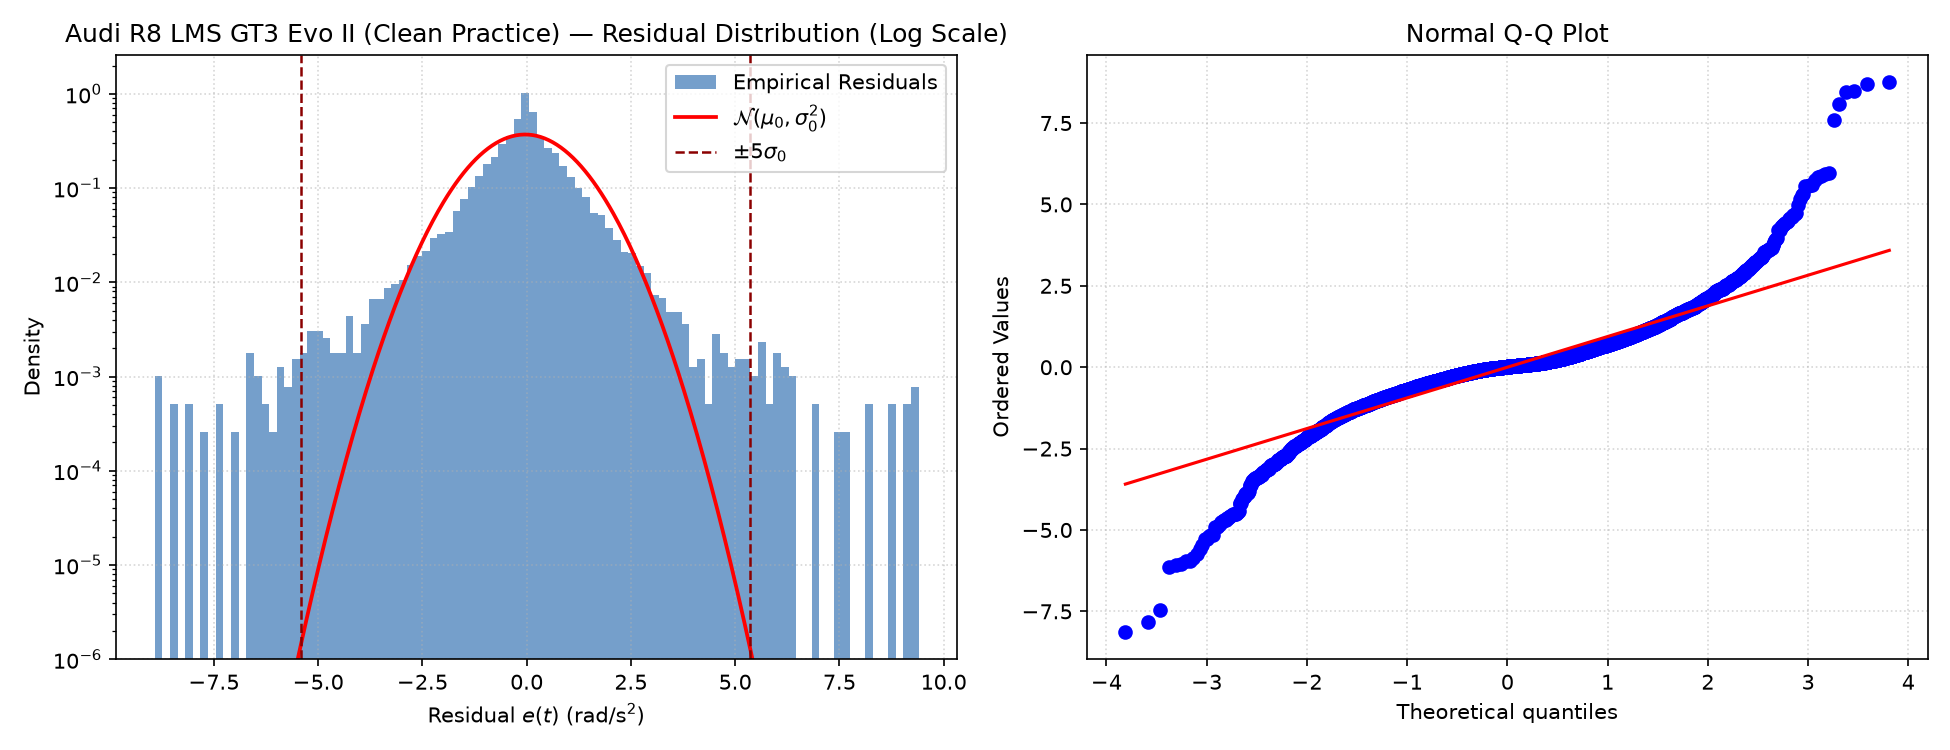 Audi R8 LMS GT3 Evo II (Clean Practice) — Residual Distribution (Log Scale)
Empirical Residuals
𝒩(μ₀, σ₀²)
±5σ₀
10⁰
10⁻¹
10⁻²
10⁻³
10⁻⁴
10⁻⁵
10⁻⁶
Density
−7.5 −5.0 −2.5 0.0 2.5 5.0 7.5 10.0
Residual e(t) (rad/s²)
Normal Q-Q Plot
7.5
5.0
2.5
0.0
−2.5
−5.0
−7.5
Ordered Values
−4 −3 −2 −1 0 1 2 3 4
Theoretical quantiles